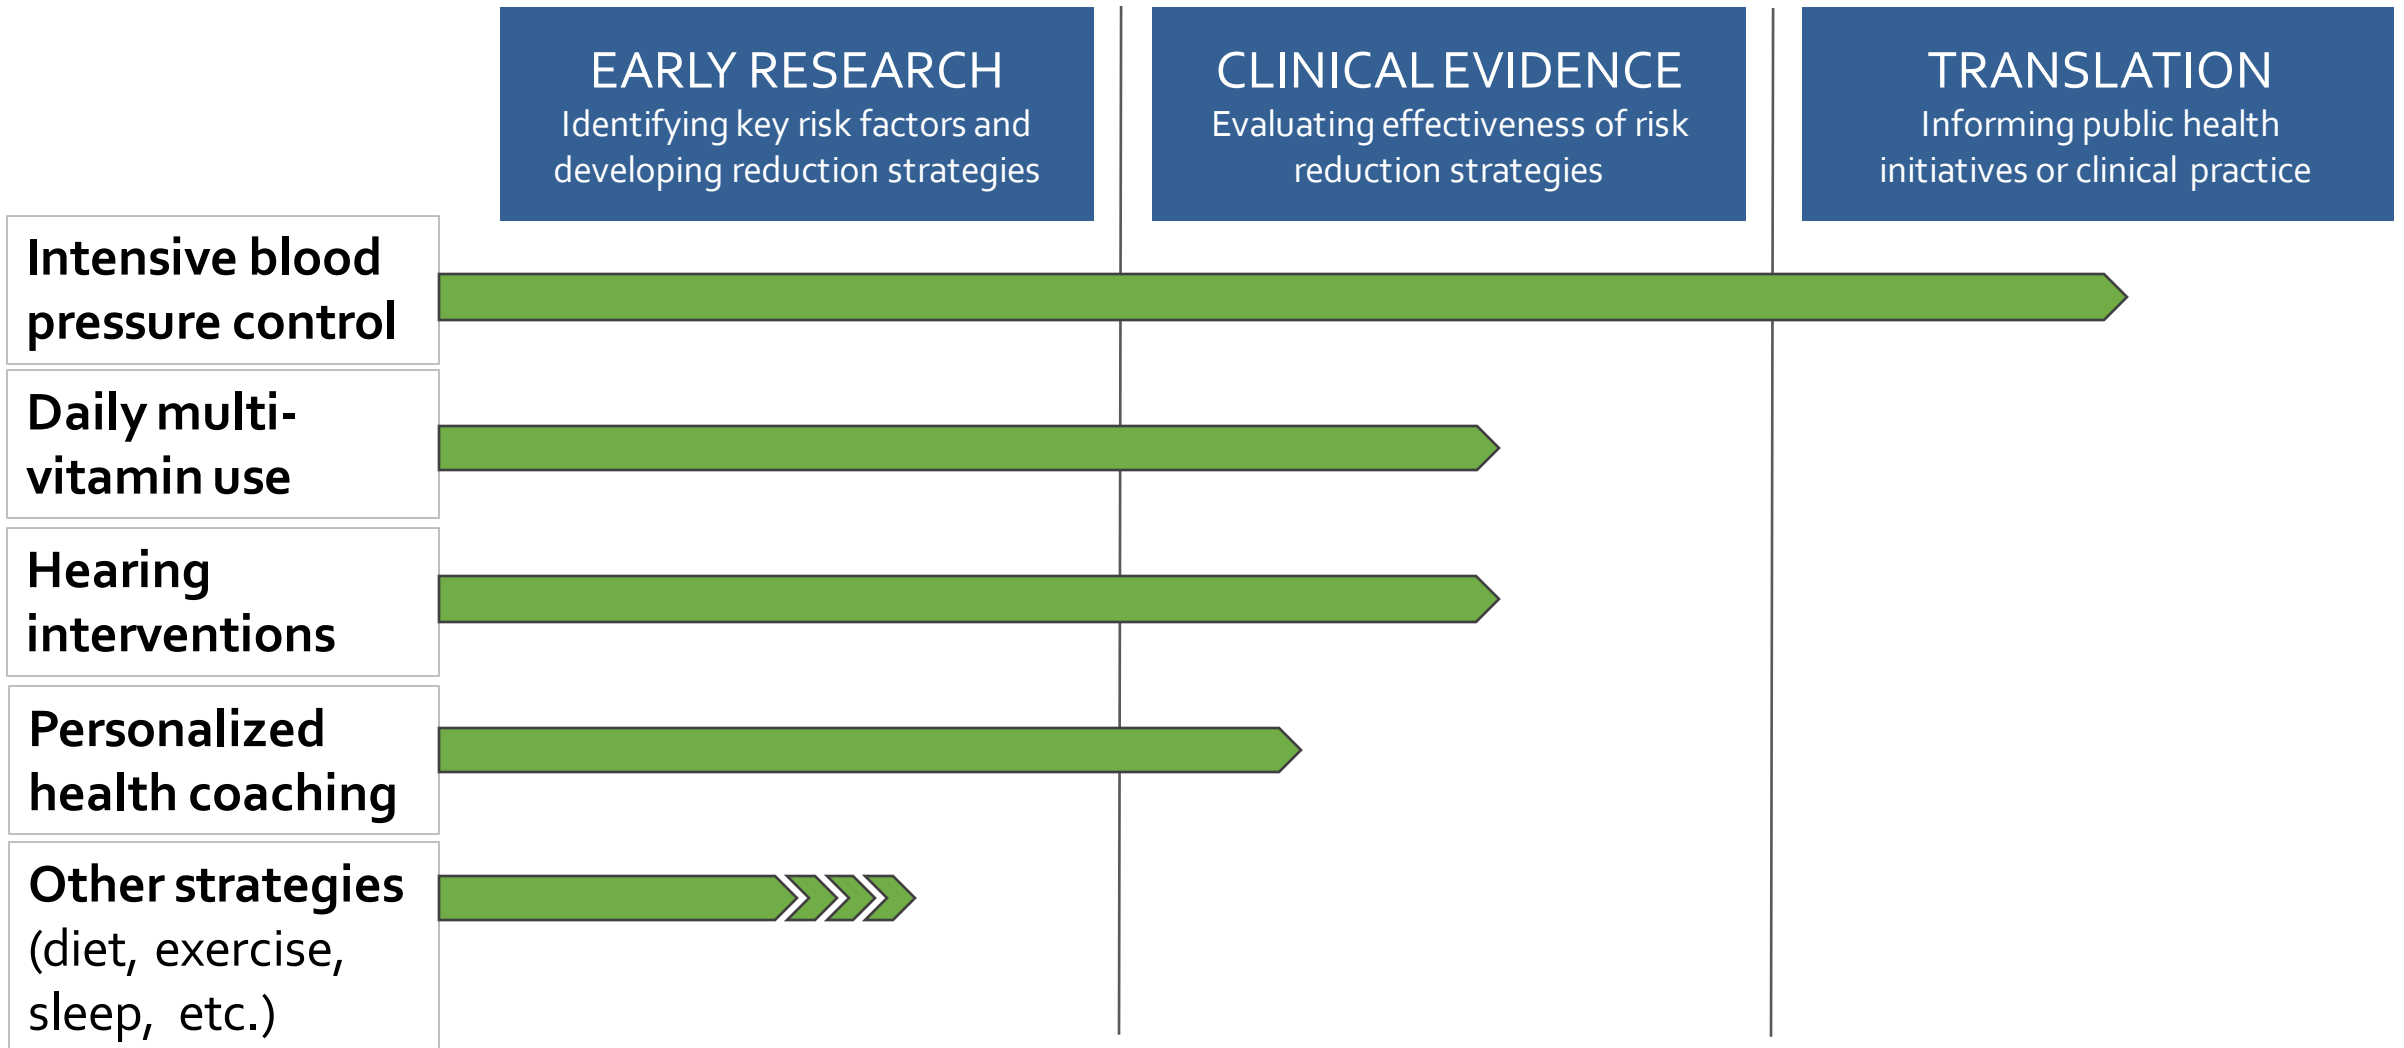 EARLY RESEARCH
Identifying key risk factors and
developing reduction strategies
CLINICAL EVIDENCE
Evaluating effectiveness of risk
reduction strategies
TRANSLATION
Informing public health
initiatives or clinical practice
Intensive blood
pressure control
Daily multi-
vitamin use
Hearing
interventions
Personalized
health coaching
Other strategies
(diet, exercise,
sleep, etc.)